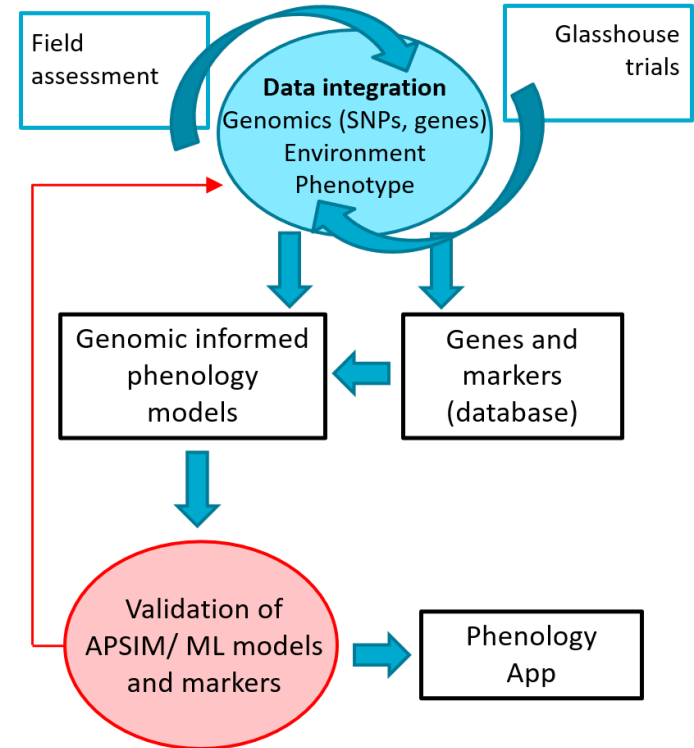 Field
assessment
Glasshouse
trials
Data integration
Genomics (SNPs, genes)
Environment
Phenotype
Genomic informed
phenology
models
Genes and
markers
(database)
Validation of
APSIM/ ML models
and markers
Phenology
App